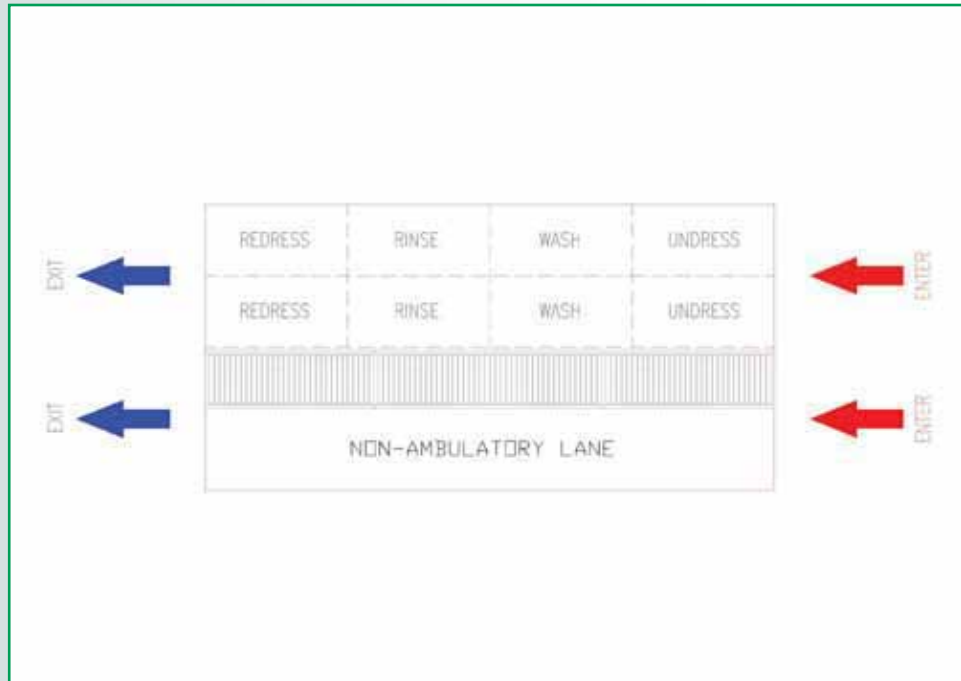 REDRESS RINSE WASH UNDRESS
EXIT ENTER
REDRESS RINSE WASH UNDRESS
EXIT ENTER
NON-AMBULATORY LANE